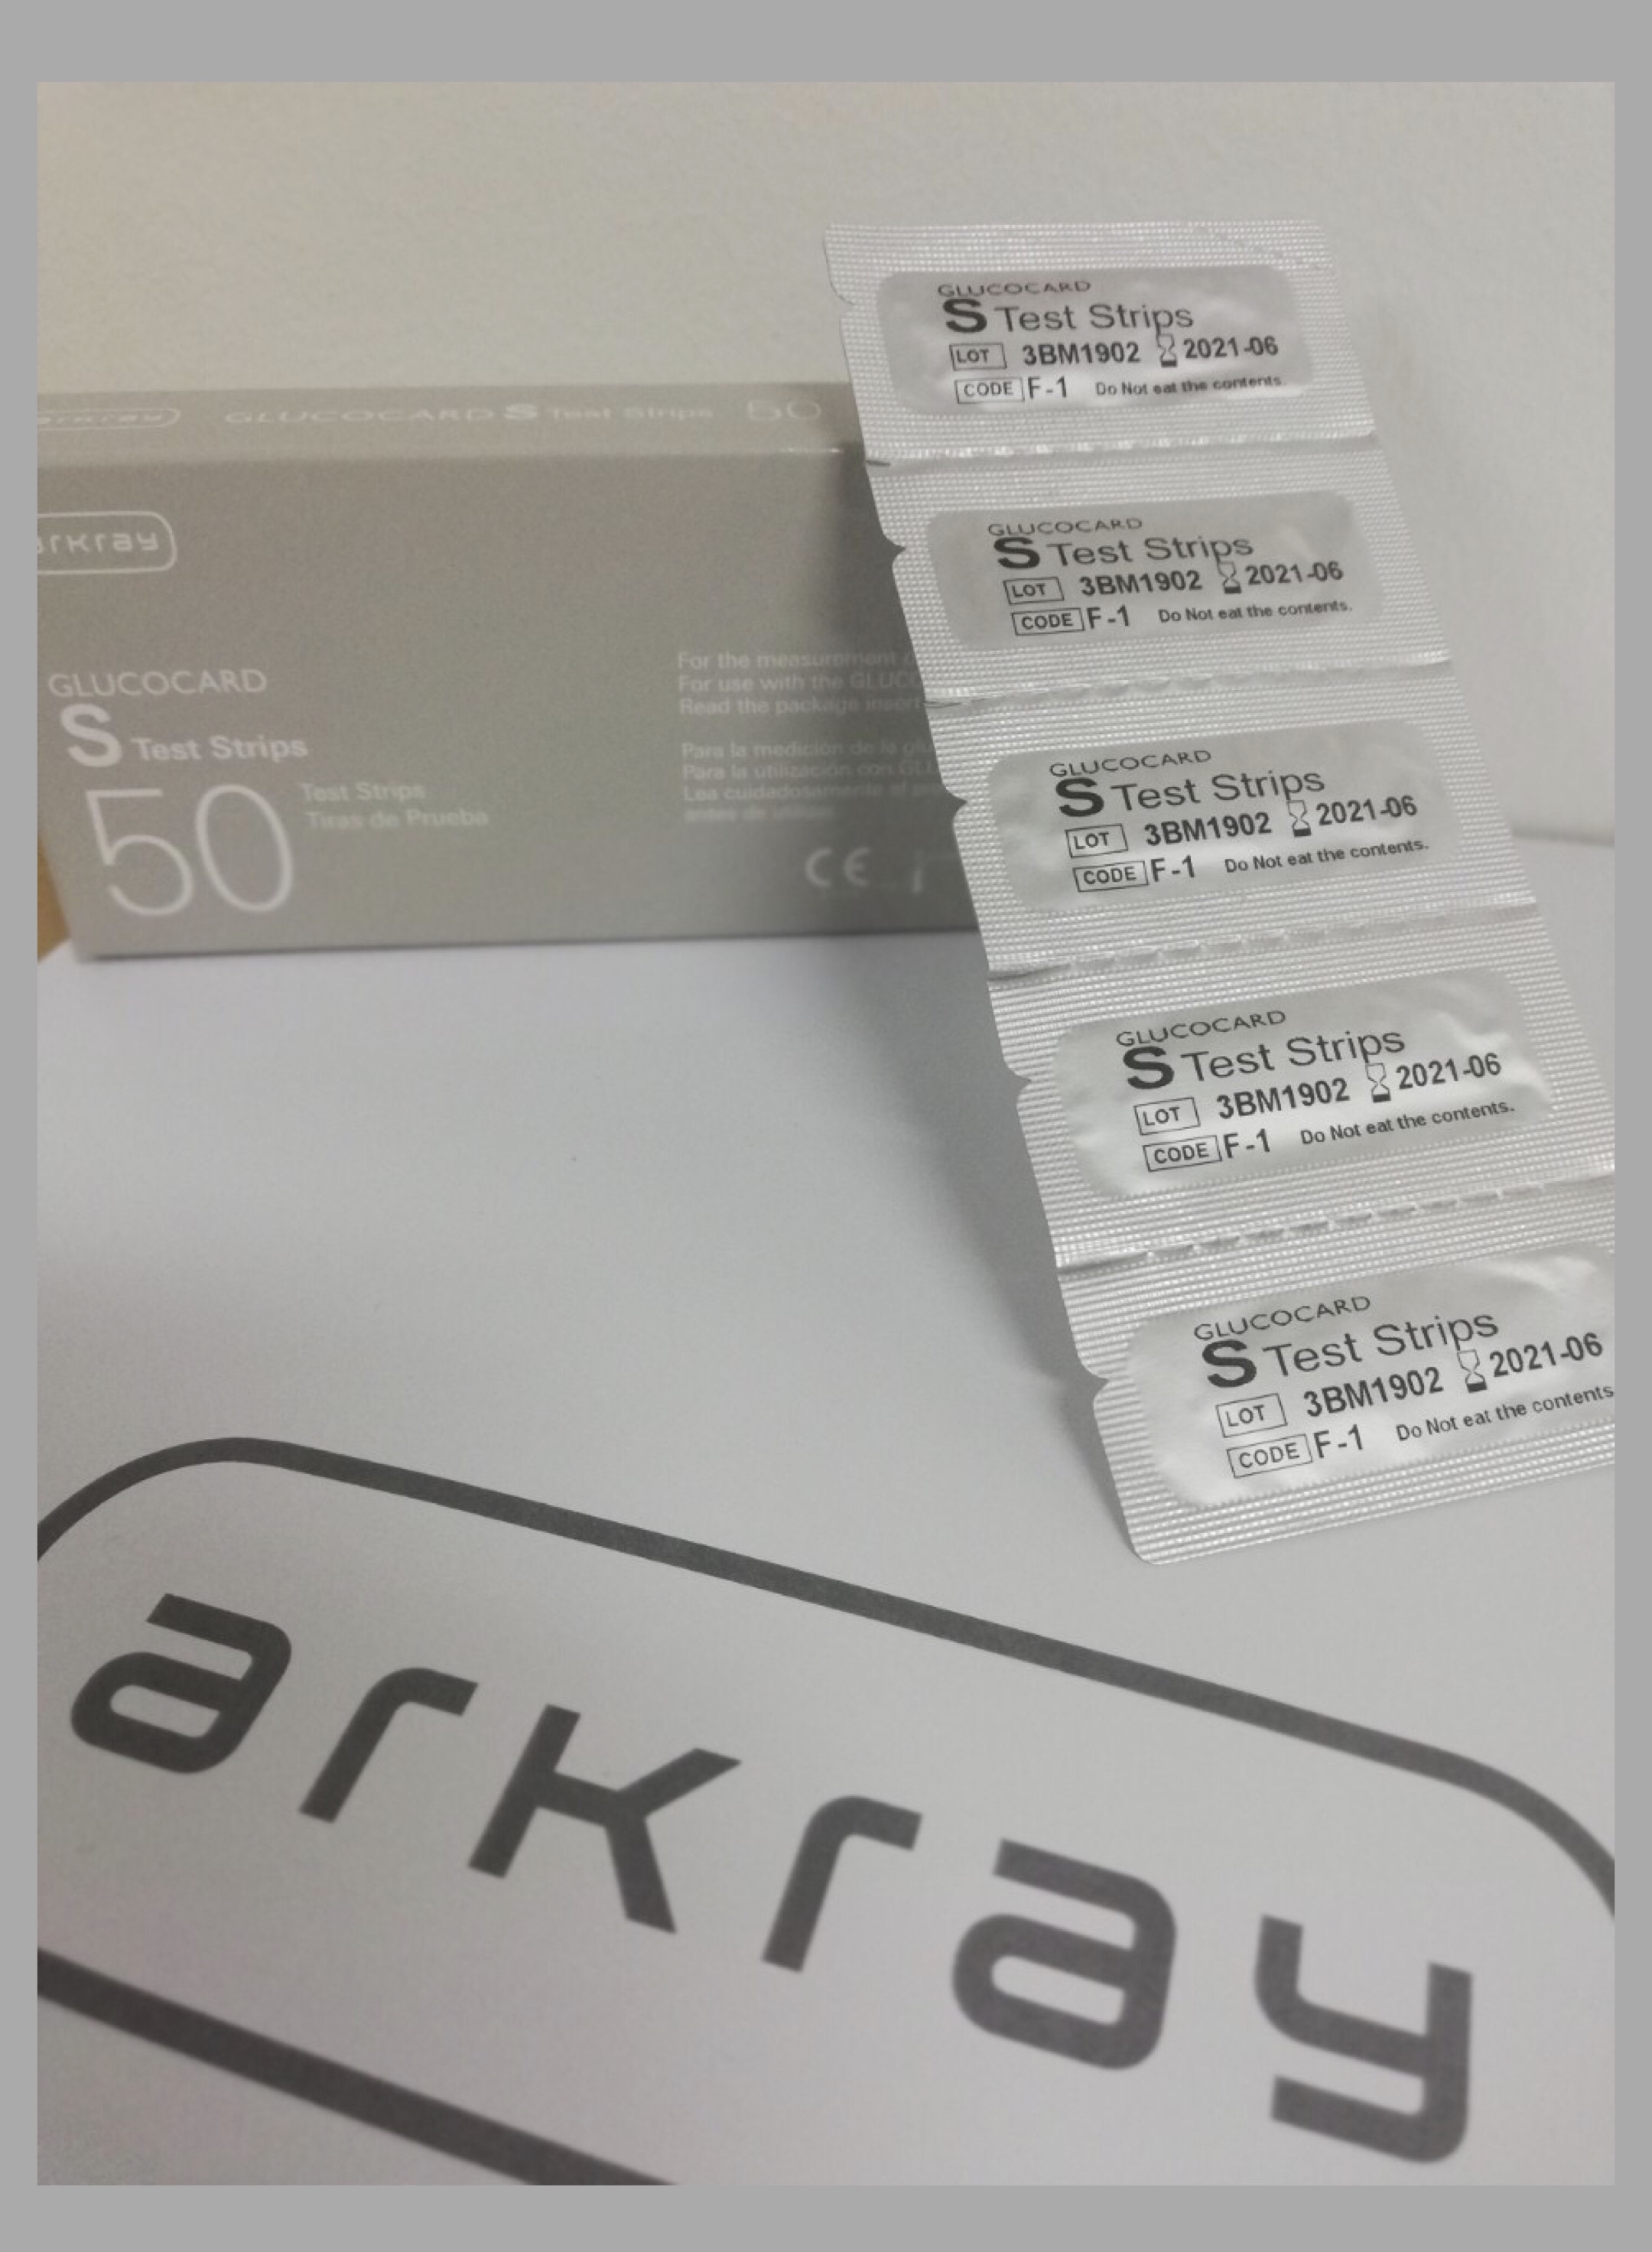 GLUCOCARD S Test Strips 50
arkray
GLUCOCARD
S Test Strips
50 Test Strips
Tiras de Prueba
For the measurement
For use with the
Read the package insert
Para la medición de la
Para la utilización con
Lea cuidadosamente el
antes de utilizar
CE
GLUCOCARD
S Test Strips
LOT 3BM1902 2021-06
CODE F-1 Do Not eat the contents.
GLUCOCARD
S Test Strips
LOT 3BM1902 2021-06
CODE F-1 Do Not eat the contents.
GLUCOCARD
S Test Strips
LOT 3BM1902 2021-06
CODE F-1 Do Not eat the contents.
GLUCOCARD
S Test Strips
LOT 3BM1902 2021-06
CODE F-1 Do Not eat the contents.
GLUCOCARD
S Test Strips
LOT 3BM1902 2021-06
CODE F-1 Do Not eat the contents
arkray